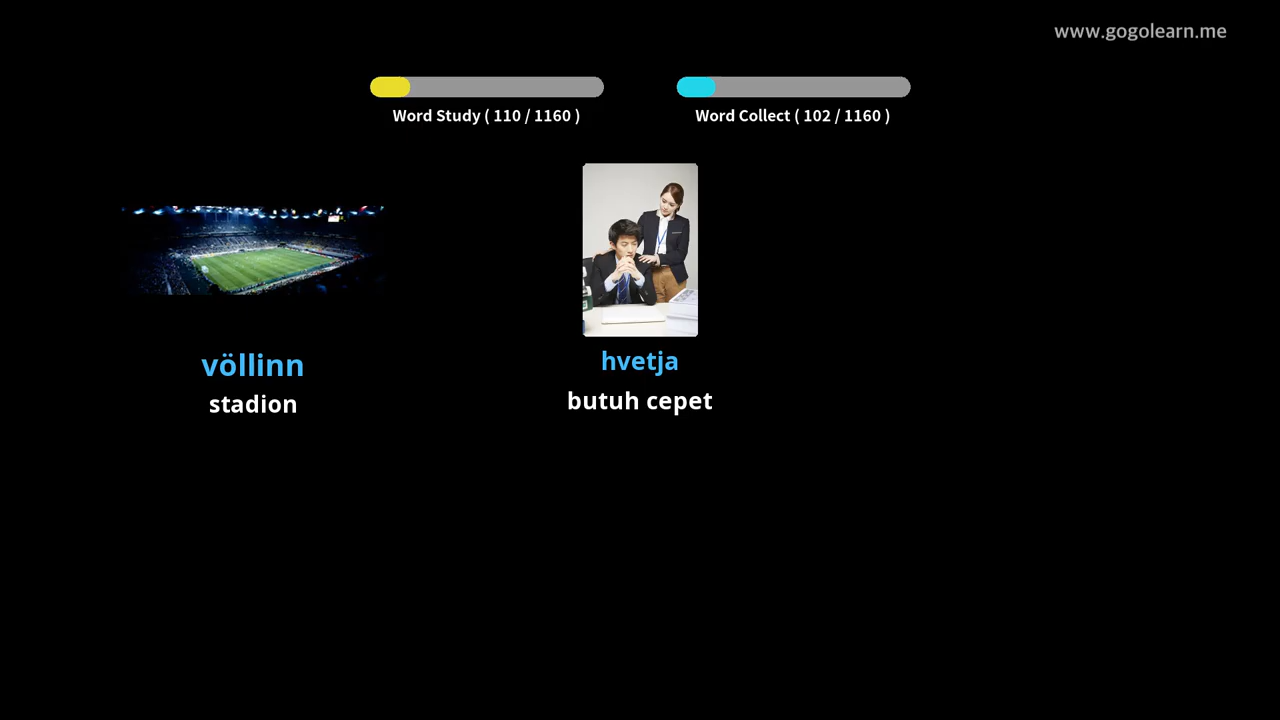 www.gogolearn.me
Word Study ( 110 / 1160 )
Word Collect ( 102 / 1160 )
völlinn
stadion
hvetja
butuh cepet